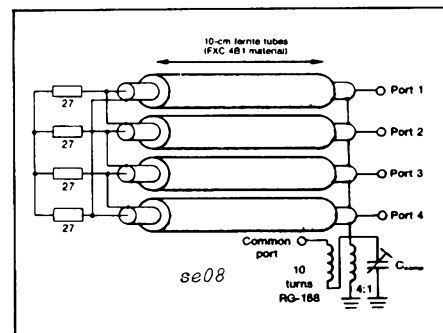 10-cm ferrite tubes
(FXC 4B1 material)
27
27
27
27
Port 1
Port 2
Port 3
Port 4
Common
port
10
turns
RG-188
4:1
Ccomp
se08